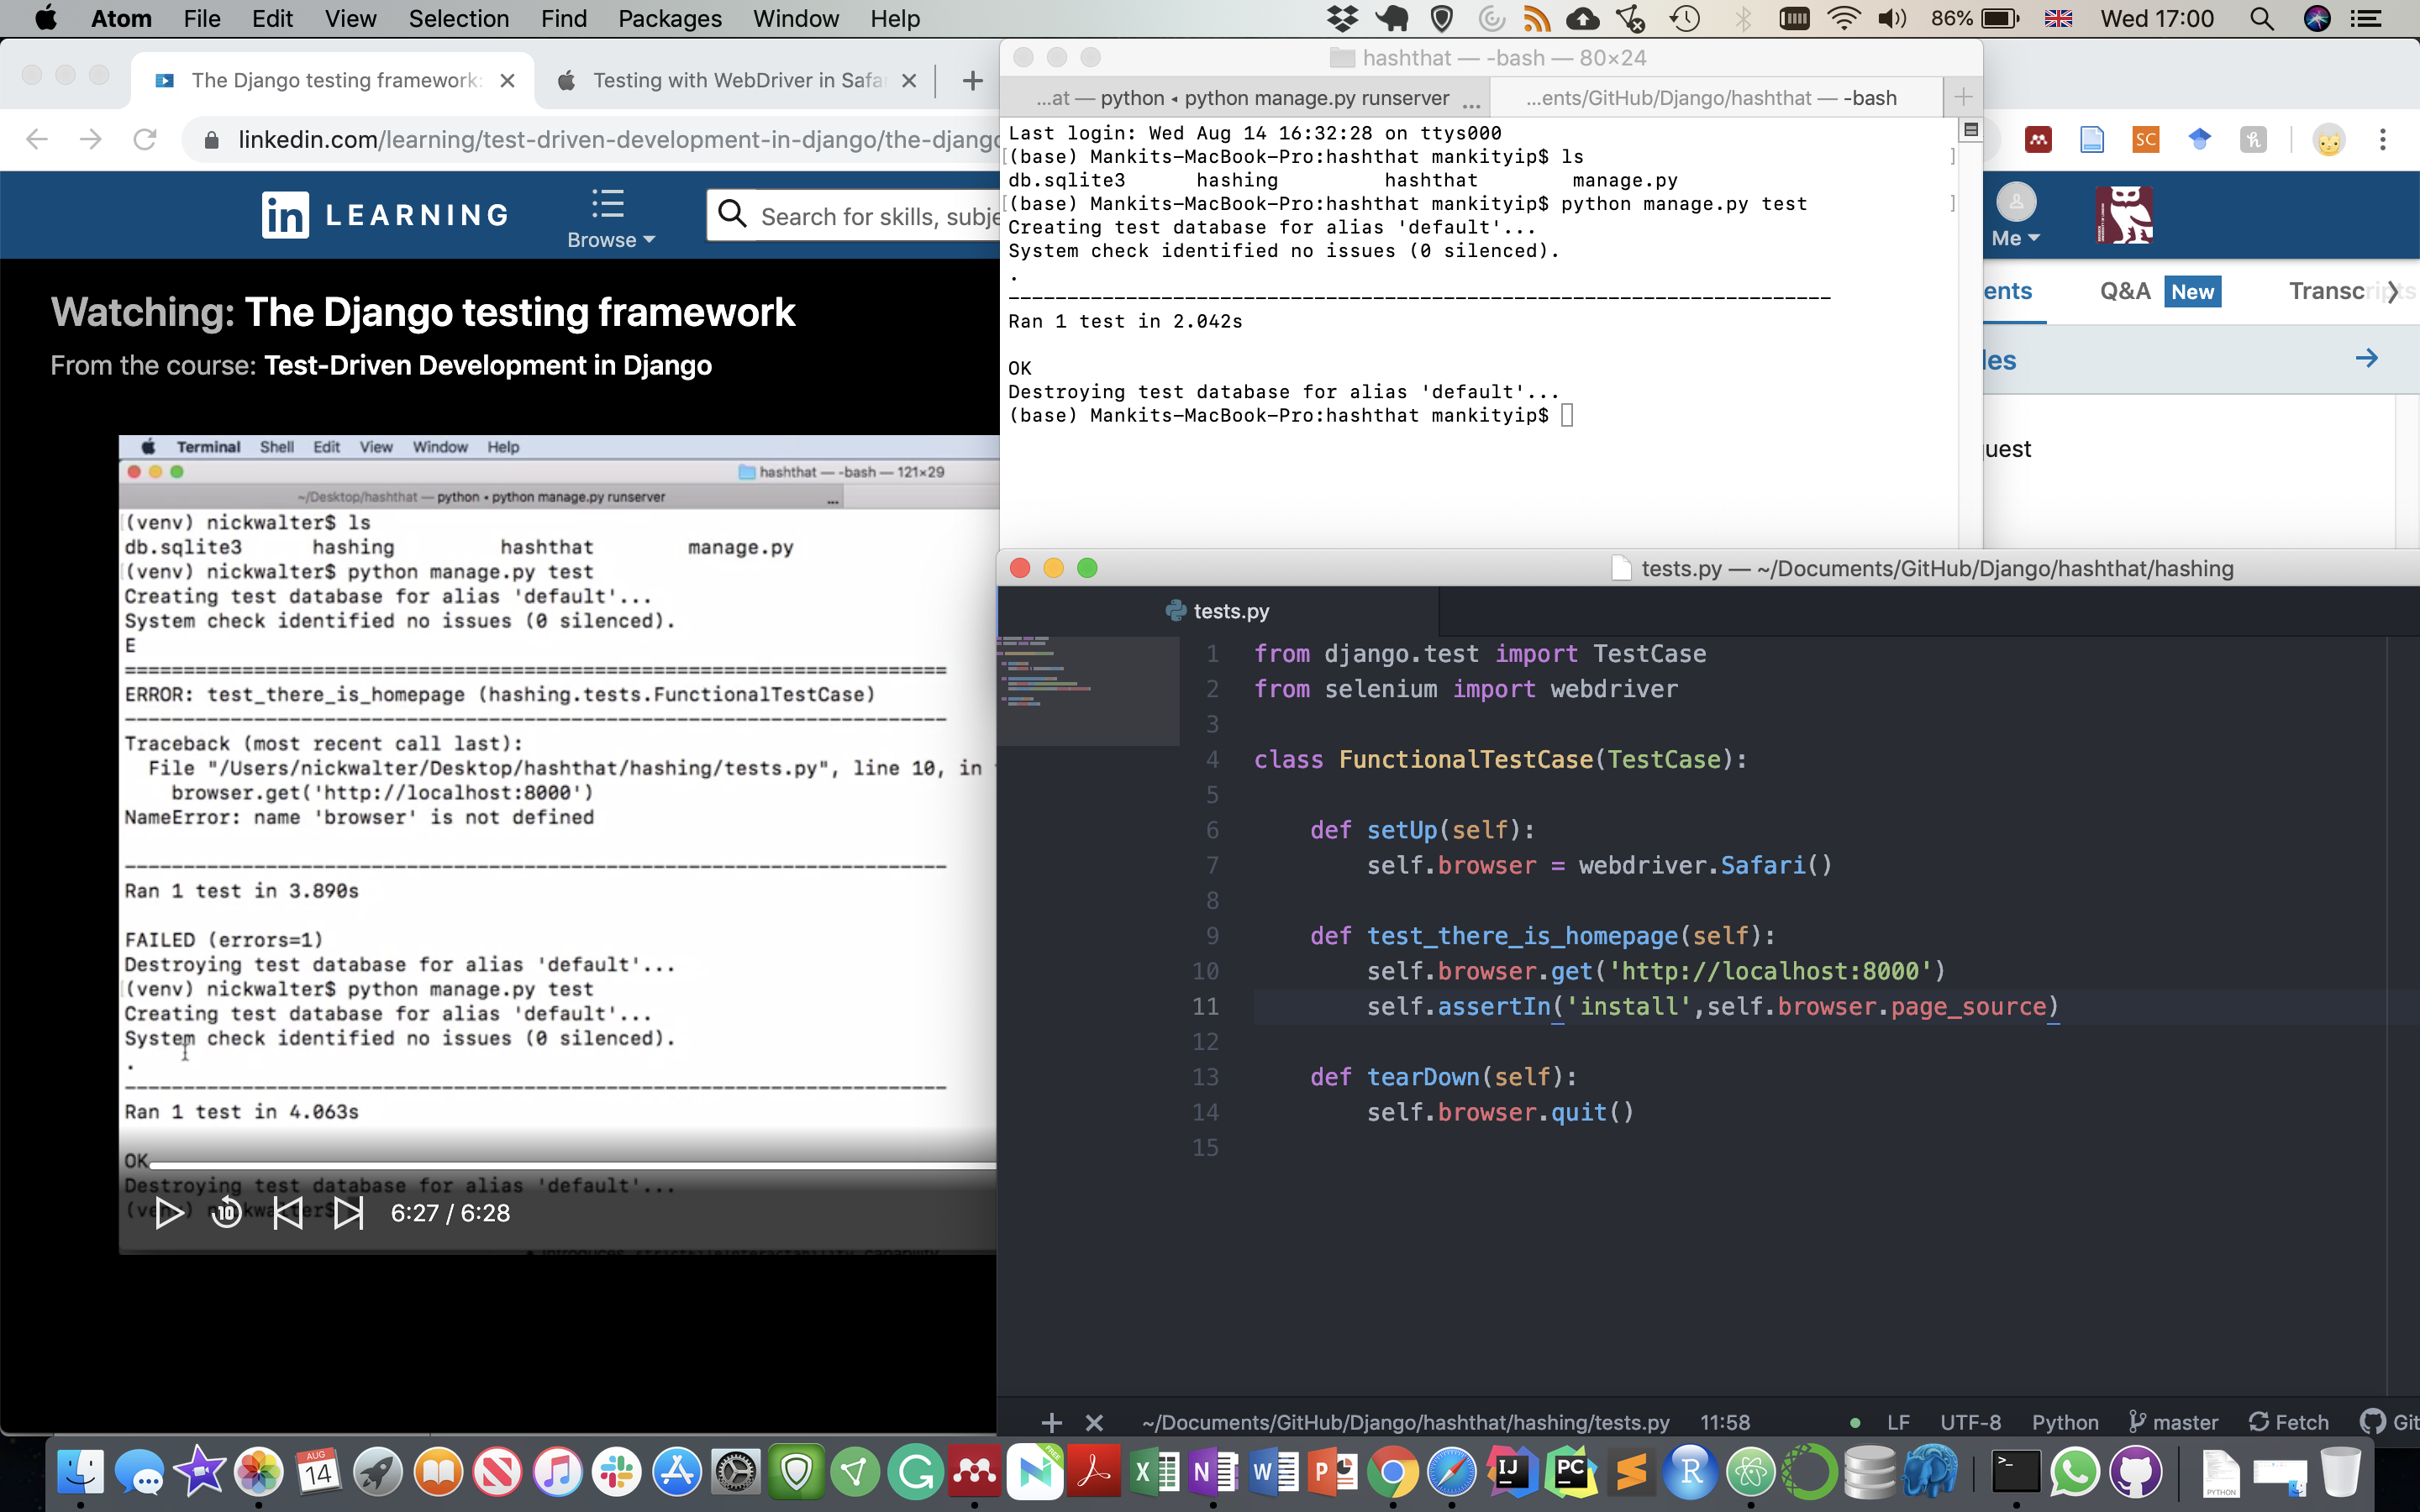 Atom File Edit View Selection Find Packages Window Help
86% Wed 17:00
The Django testing framework:
Testing with WebDriver in Safa
linkedin.com/learning/test-driven-development-in-django/the-django
in LEARNING
Browse
Search for skills, subje
Me
Watching: The Django testing framework
From the course: Test-Driven Development in Django
Terminal Shell Edit View Window Help
hashthat — -bash — 121×29
~/Desktop/hashthat — python • python manage.py runserver ...
(venv) nickwalter$ ls
db.sqlite3 hashing hashthat manage.py
(venv) nickwalter$ python manage.py test
Creating test database for alias 'default'...
System check identified no issues (0 silenced).
E
======================================================================
ERROR: test_there_is_homepage (hashing.tests.FunctionalTestCase)
----------------------------------------------------------------------
Traceback (most recent call last):
File "/Users/nickwalter/Desktop/hashthat/hashing/tests.py", line 10, in
browser.get('http://localhost:8000')
NameError: name 'browser' is not defined
----------------------------------------------------------------------
Ran 1 test in 3.890s
FAILED (errors=1)
Destroying test database for alias 'default'...
(venv) nickwalter$ python manage.py test
Creating test database for alias 'default'...
System check identified no issues (0 silenced).
.
----------------------------------------------------------------------
Ran 1 test in 4.063s
OK
Destroying test database for alias 'default'...
10
6:27 / 6:28
hashthat — -bash — 80×24
...at — python ◂ python manage.py runserver ...
...ents/GitHub/Django/hashthat — -bash
Last login: Wed Aug 14 16:32:28 on ttys000
[(base) Mankits-MacBook-Pro:hashthat mankityip$ ls ]
db.sqlite3 hashing hashthat manage.py
[(base) Mankits-MacBook-Pro:hashthat mankityip$ python manage.py test ]
Creating test database for alias 'default'...
System check identified no issues (0 silenced).
.
----------------------------------------------------------------------
Ran 1 test in 2.042s
OK
Destroying test database for alias 'default'...
(base) Mankits-MacBook-Pro:hashthat mankityip$
SC
h
ents Q&A New Transcripts
les
uest
tests.py — ~/Documents/GitHub/Django/hashthat/hashing
tests.py
1 from django.test import TestCase
2 from selenium import webdriver
3
4 class FunctionalTestCase(TestCase):
5
6 def setUp(self):
7 self.browser = webdriver.Safari()
8
9 def test_there_is_homepage(self):
10 self.browser.get('http://localhost:8000')
11 self.assertIn('install',self.browser.page_source)
12
13 def tearDown(self):
14 self.browser.quit()
15
~/Documents/GitHub/Django/hashthat/hashing/tests.py 11:58 LF UTF-8 Python master Fetch Git
AUG
14
IJ
PC
R
PYTHON